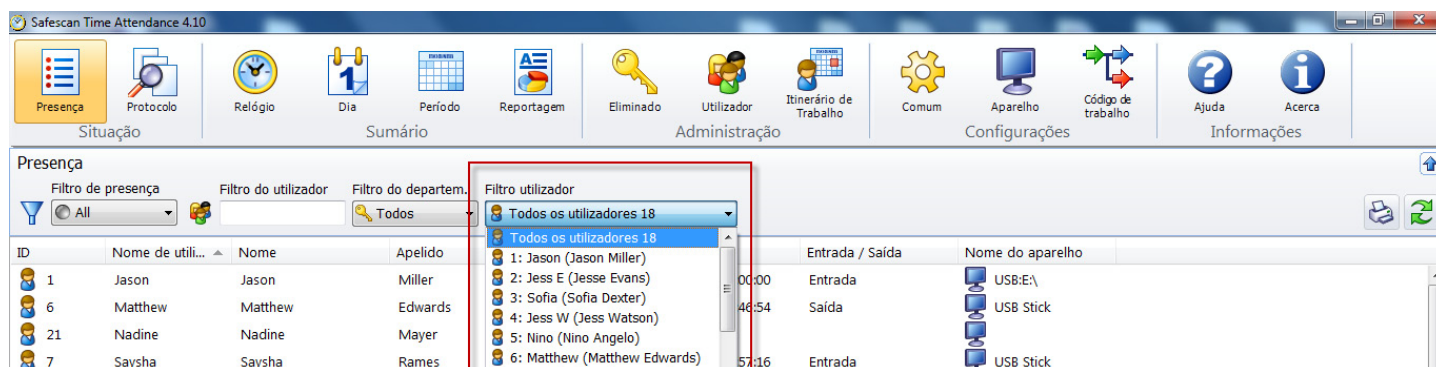 Safescan Time Attendance 4.10
Presença Protocolo Relógio Dia Período Reportagem Eliminado Utilizador Itinerário de Trabalho Comum Aparelho Código de trabalho Ajuda Acerca
Situação Sumário Administração Configurações Informações
Presença
Filtro de presença Filtro do utilizador Filtro do departem. Filtro utilizador
All Todos Todos os utilizadores 18
ID Nome de utili... Nome Apelido Entrada / Saída Nome do aparelho
Todos os utilizadores 18
1: Jason (Jason Miller)
2: Jess E (Jesse Evans)
3: Sofia (Sofia Dexter)
4: Jess W (Jess Watson)
5: Nino (Nino Angelo)
6: Matthew (Matthew Edwards)
1 Jason Jason Miller 00:00 Entrada USB:E:\
6 Matthew Matthew Edwards 46:54 Saída USB Stick
21 Nadine Nadine Mayer
7 Saysha Saysha Rames 57:16 Entrada USB Stick